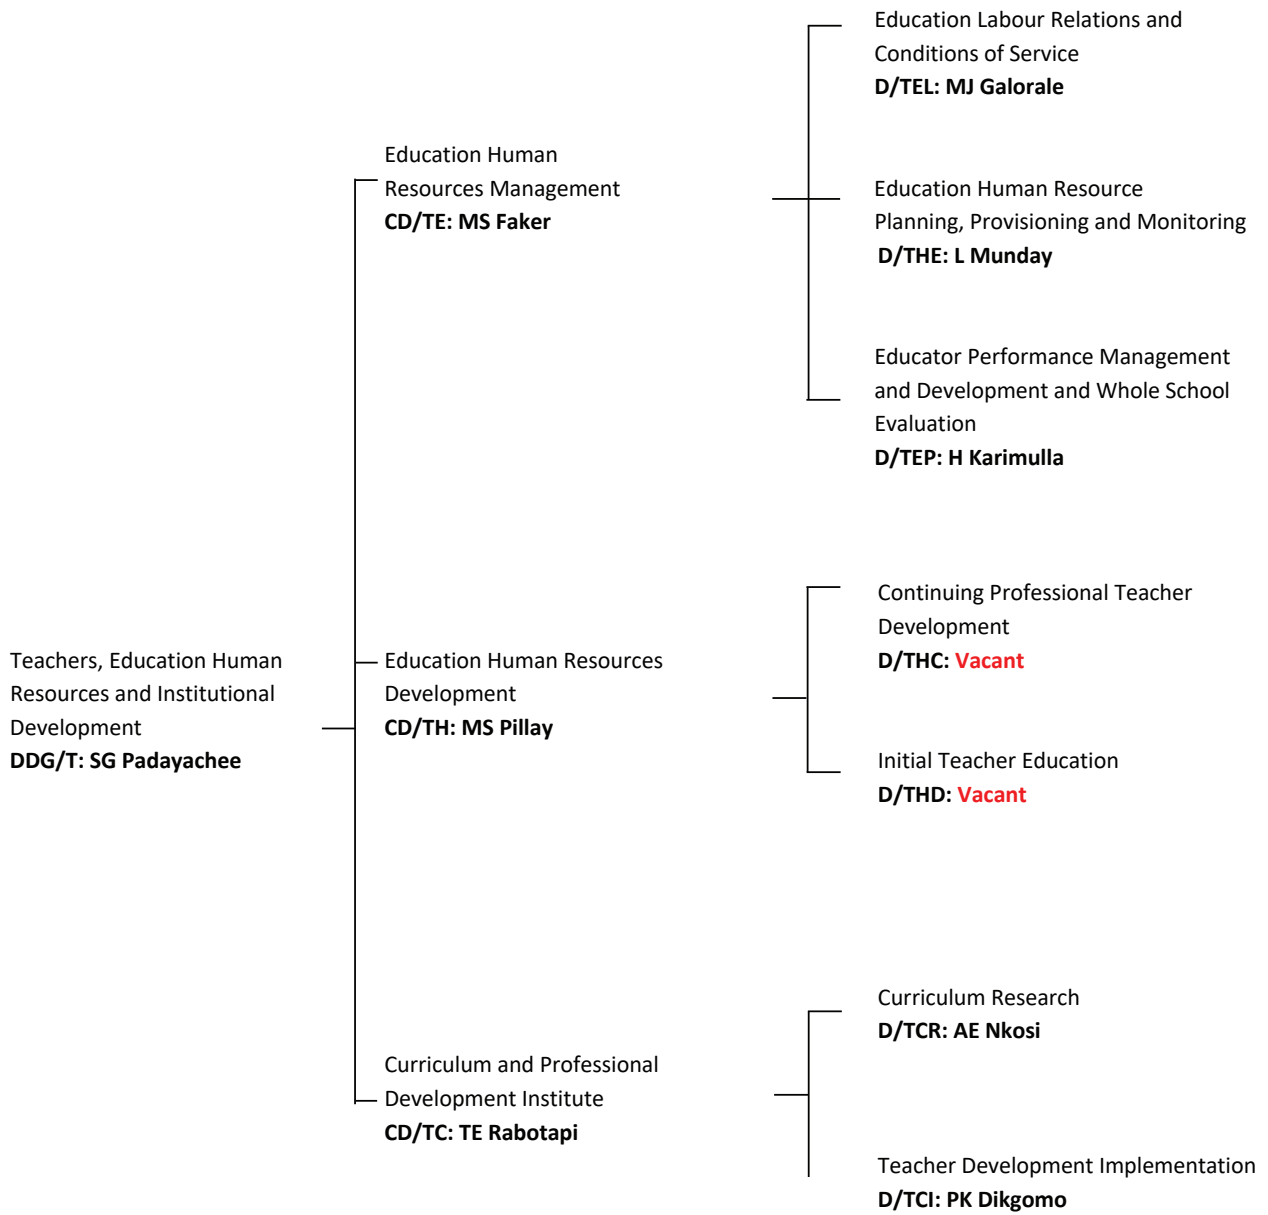 Education Labour Relations and
Conditions of Service
D/TEL: MJ Galorale
Education Human
Resources Management
CD/TE: MS Faker
Education Human Resource
Planning, Provisioning and Monitoring
D/THE: L Munday
Educator Performance Management
and Development and Whole School
Evaluation
D/TEP: H Karimulla
Continuing Professional Teacher
Development
D/THC: Vacant
Teachers, Education Human
Resources and Institutional
Development
DDG/T: SG Padayachee
Education Human Resources
Development
CD/TH: MS Pillay
Initial Teacher Education
D/THD: Vacant
Curriculum Research
D/TCR: AE Nkosi
Curriculum and Professional
Development Institute
CD/TC: TE Rabotapi
Teacher Development Implementation
D/TCI: PK Dikgomo